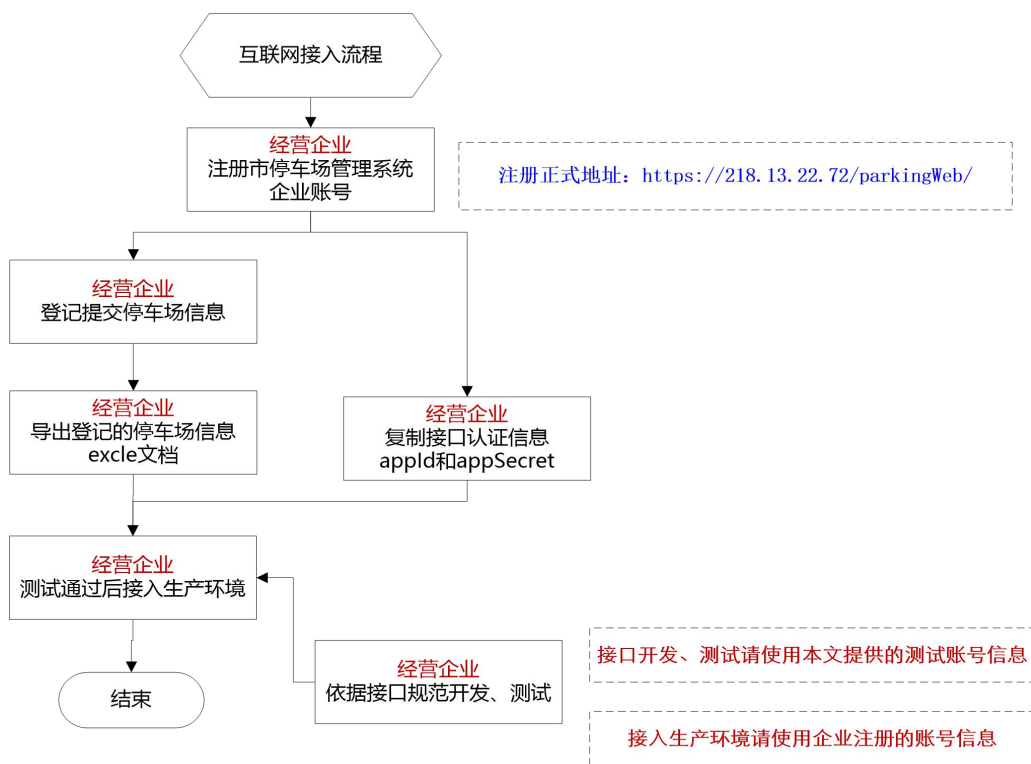 互联网接入流程
经营企业
注册市停车场管理系统
企业账号
注册正式地址：https://218.13.22.72/parkingWeb/
经营企业
登记提交停车场信息
经营企业
导出登记的停车场信息
excle文档
经营企业
复制接口认证信息
appId和appSecret
经营企业
测试通过后接入生产环境
经营企业
依据接口规范开发、测试
接口开发、测试请使用本文提供的测试账号信息
结束
接入生产环境请使用企业注册的账号信息